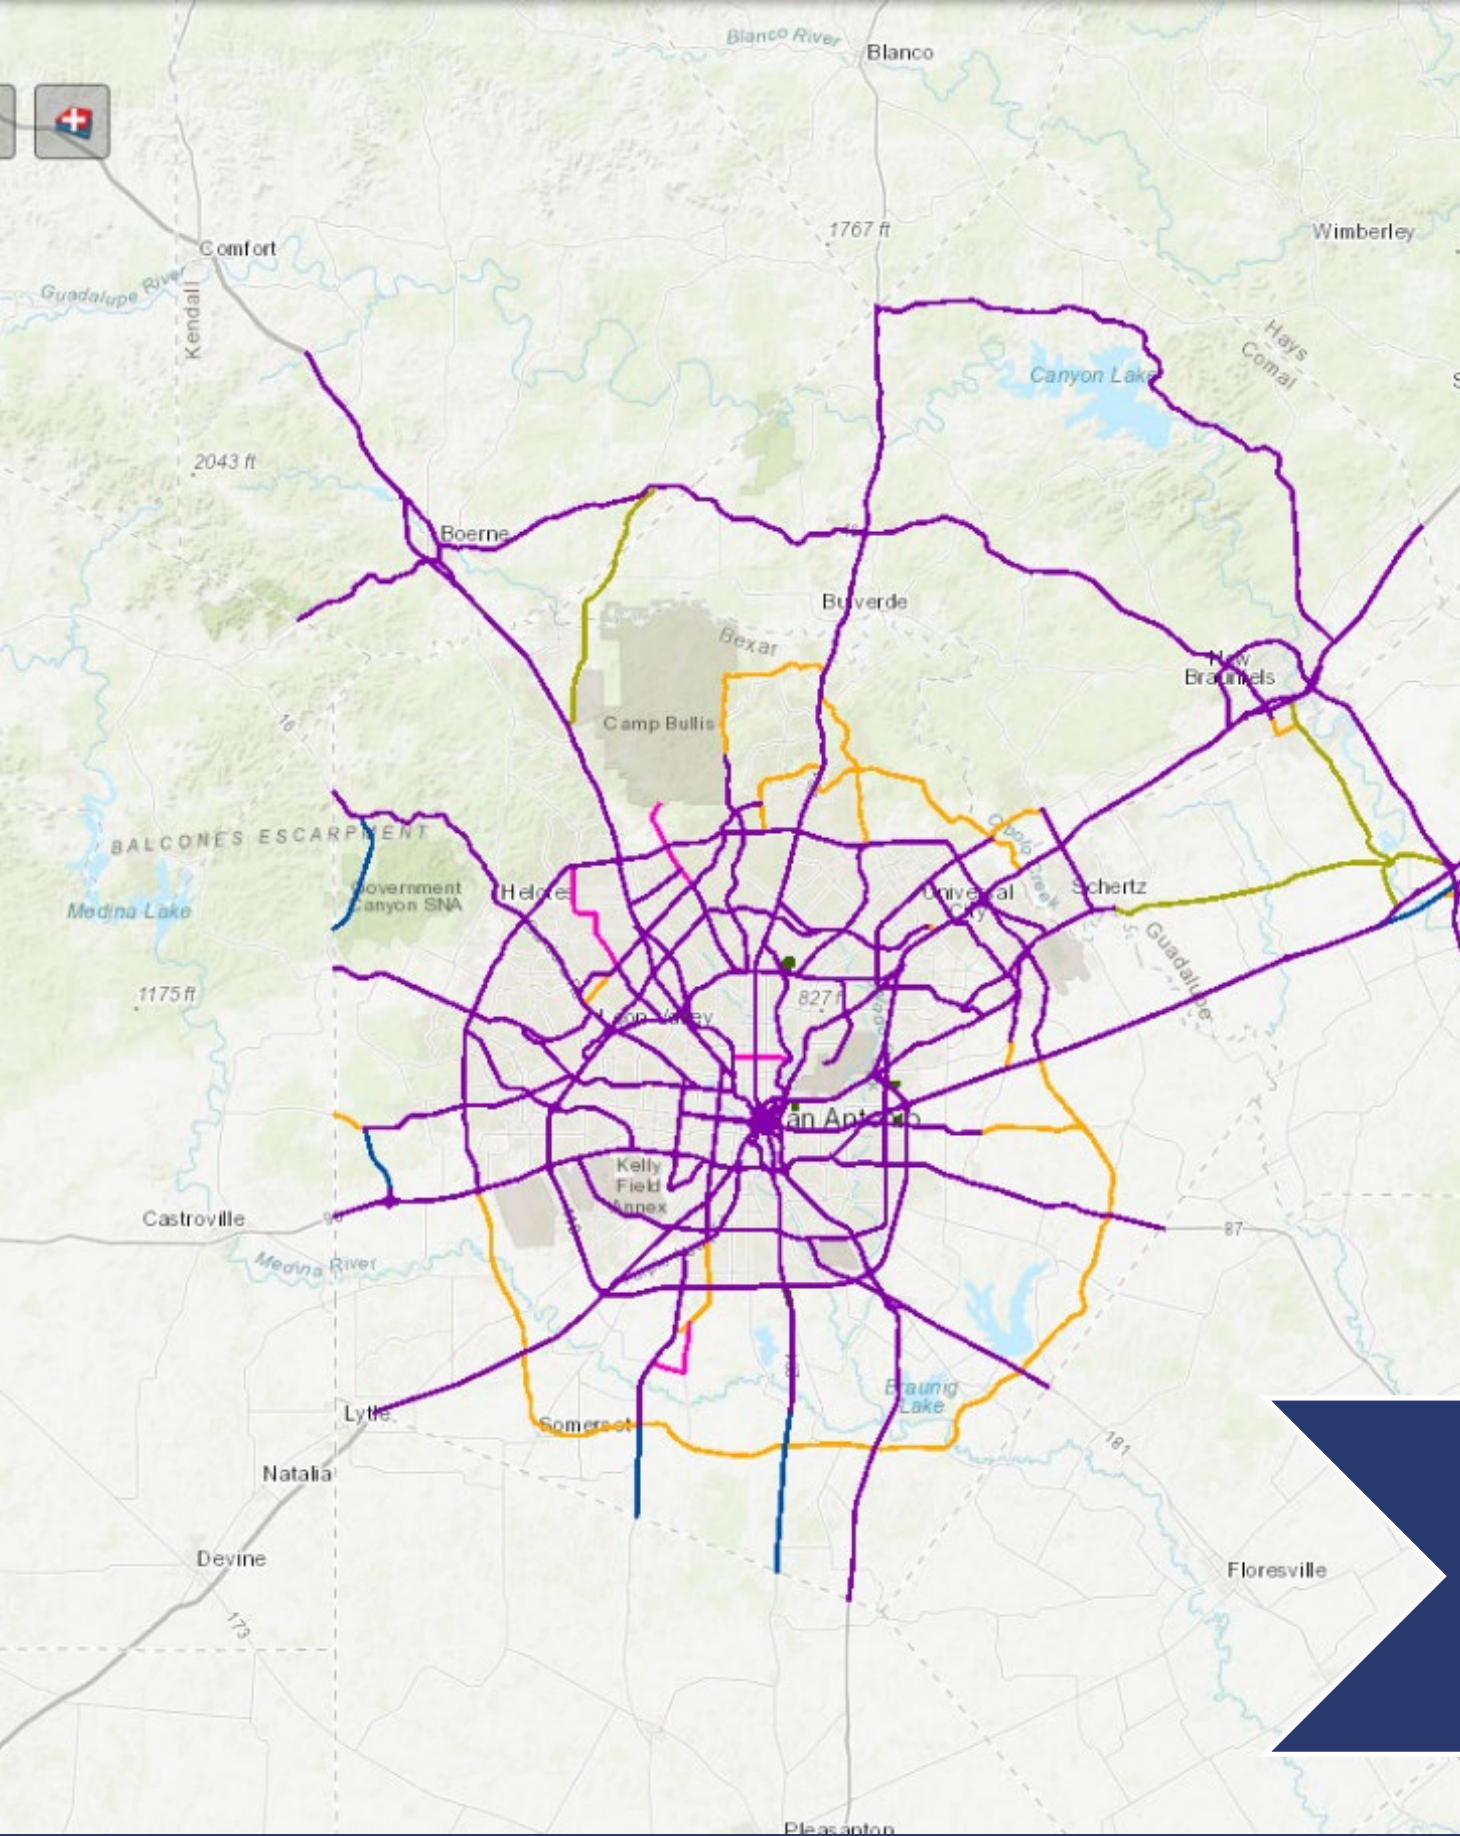 Blanco River
Blanco
1767 ft
Wimberley
Comfort
Guadalupe River
Kendall
Hays
Comal
Canyon Lake
2043 ft
Boerne
Bulverde
Bexar
New
Braunfels
16
Camp Bullis
BALCONES ESCARPMENT
Cibolo
Creek
Government
Canyon SNA
Helotes
Universal
City
Schertz
Medina Lake
Guadalupe
1175 ft
827 ft
Leon Valley
San Antonio
Kelly
Field
Annex
Castroville
90
87
Medina River
Braunig
Lake
Lytle
Somerset
181
Natalia
Devine
Floresville
173
Pleasanton